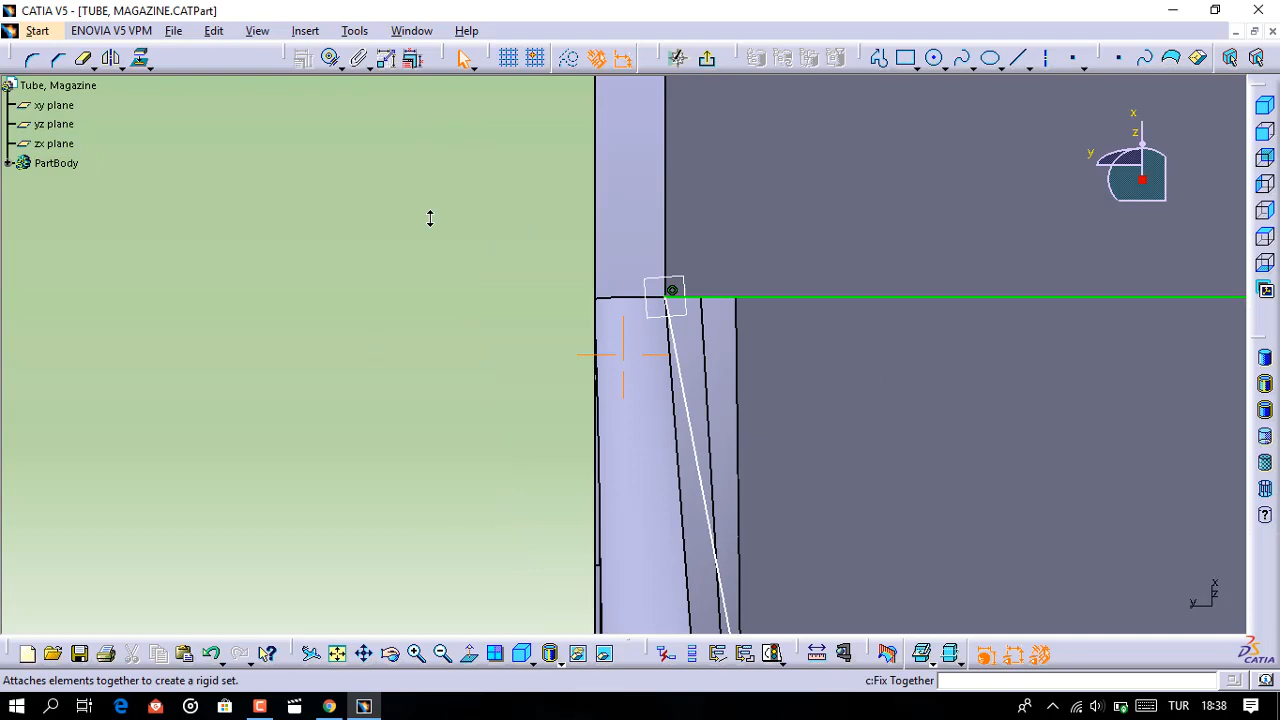 CATIA V5 - [TUBE, MAGAZINE.CATPart]
Start ENOVIA V5 VPM File Edit View Insert Tools Window Help
Tube, Magazine
xy plane
yz plane
zx plane
PartBody
x
z
y
x
z
y
CATIA
Attaches elements together to create a rigid set.
c:Fix Together
TUR 18:38